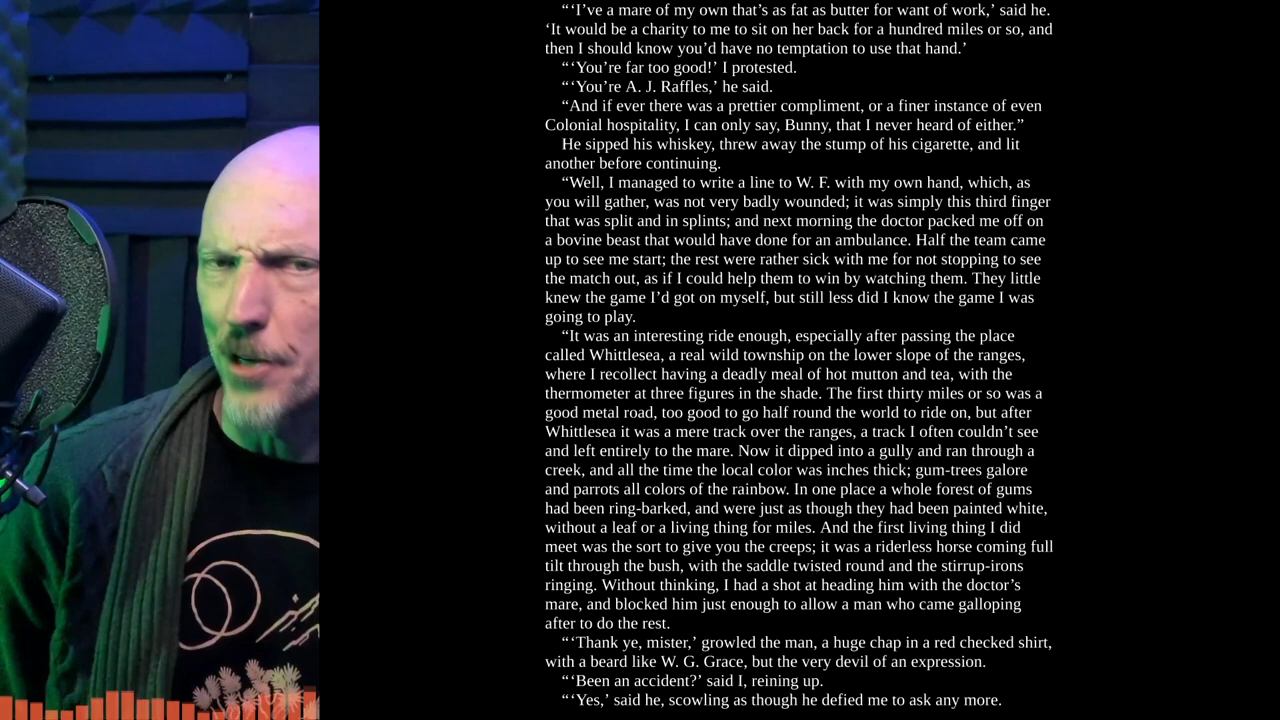 “‘I’ve a mare of my own that’s as fat as butter for want of work,’ said he.
‘It would be a charity to me to sit on her back for a hundred miles or so, and
then I should know you’d have no temptation to use that hand.’
“‘You’re far too good!’ I protested.
“‘You’re A. J. Raffles,’ he said.
“And if ever there was a prettier compliment, or a finer instance of even
Colonial hospitality, I can only say, Bunny, that I never heard of either.”
He sipped his whiskey, threw away the stump of his cigarette, and lit
another before continuing.
“Well, I managed to write a line to W. F. with my own hand, which, as
you will gather, was not very badly wounded; it was simply this third finger
that was split and in splints; and next morning the doctor packed me off on
a bovine beast that would have done for an ambulance. Half the team came
up to see me start; the rest were rather sick with me for not stopping to see
the match out, as if I could help them to win by watching them. They little
knew the game I’d got on myself, but still less did I know the game I was
going to play.
“It was an interesting ride enough, especially after passing the place
called Whittlesea, a real wild township on the lower slope of the ranges,
where I recollect having a deadly meal of hot mutton and tea, with the
thermometer at three figures in the shade. The first thirty miles or so was a
good metal road, too good to go half round the world to ride on, but after
Whittlesea it was a mere track over the ranges, a track I often couldn’t see
and left entirely to the mare. Now it dipped into a gully and ran through a
creek, and all the time the local color was inches thick; gum-trees galore
and parrots all colors of the rainbow. In one place a whole forest of gums
had been ring-barked, and were just as though they had been painted white,
without a leaf or a living thing for miles. And the first living thing I did
meet was the sort to give you the creeps; it was a riderless horse coming full
tilt through the bush, with the saddle twisted round and the stirrup-irons
ringing. Without thinking, I had a shot at heading him with the doctor’s
mare, and blocked him just enough to allow a man who came galloping
after to do the rest.
“‘Thank ye, mister,’ growled the man, a huge chap in a red checked shirt,
with a beard like W. G. Grace, but the very devil of an expression.
“‘Been an accident?’ said I, reining up.
“‘Yes,’ said he, scowling as though he defied me to ask any more.